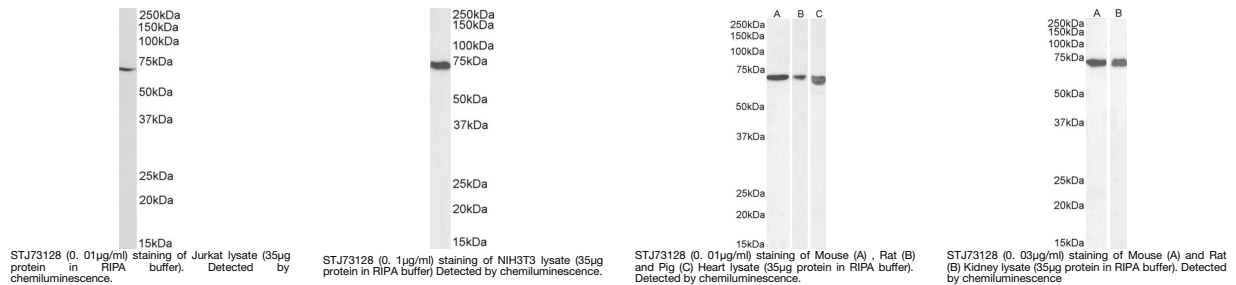 250kDa
150kDa
100kDa
75kDa
50kDa
37kDa
25kDa
20kDa
15kDa
STJ73128 (0. 01µg/ml) staining of Jurkat lysate (35µg
protein in RIPA buffer). Detected by
chemiluminescence.
250kDa
150kDa
100kDa
75kDa
50kDa
37kDa
25kDa
20kDa
15kDa
STJ73128 (0. 1µg/ml) staining of NIH3T3 lysate (35µg
protein in RIPA buffer) Detected by chemiluminescence.
A B C
250kDa
150kDa
100kDa
75kDa
50kDa
37kDa
25kDa
20kDa
15kDa
STJ73128 (0. 01µg/ml) staining of Mouse (A) , Rat (B)
and Pig (C) Heart lysate (35µg protein in RIPA buffer).
Detected by chemiluminescence.
A B
250kDa
150kDa
100kDa
75kDa
50kDa
37kDa
25kDa
20kDa
15kDa
STJ73128 (0. 03µg/ml) staining of Mouse (A) and Rat
(B) Kidney lysate (35µg protein in RIPA buffer). Detected
by chemiluminescence